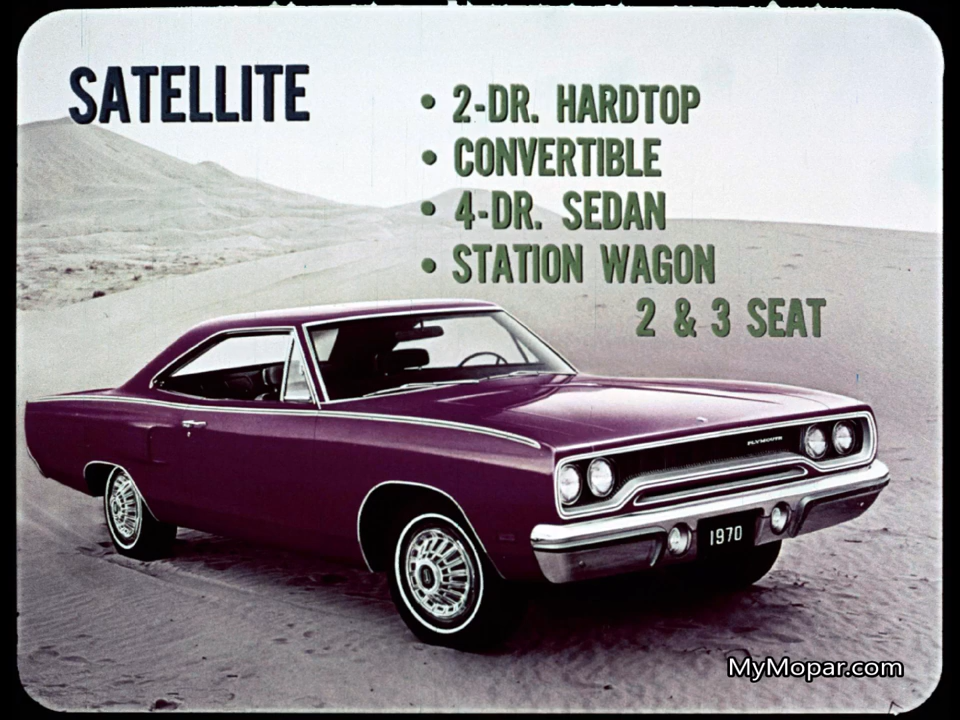 SATELLITE
• 2-DR. HARDTOP
• CONVERTIBLE
• 4-DR. SEDAN
• STATION WAGON
2 & 3 SEAT
PLYMOUTH
1970
MyMopar.com